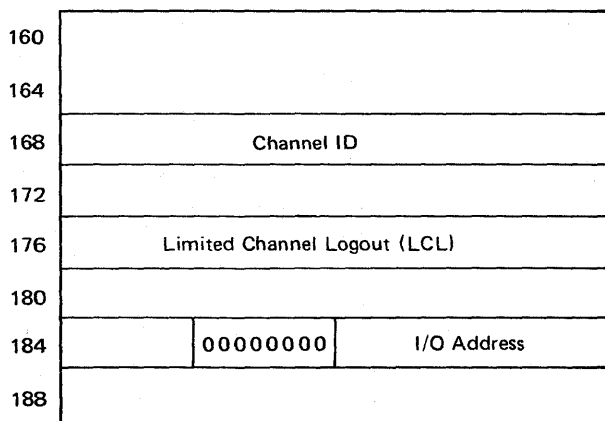 160
164
168 Channel ID
172
176 Limited Channel Logout (LCL)
180
184 00000000 I/O Address
188